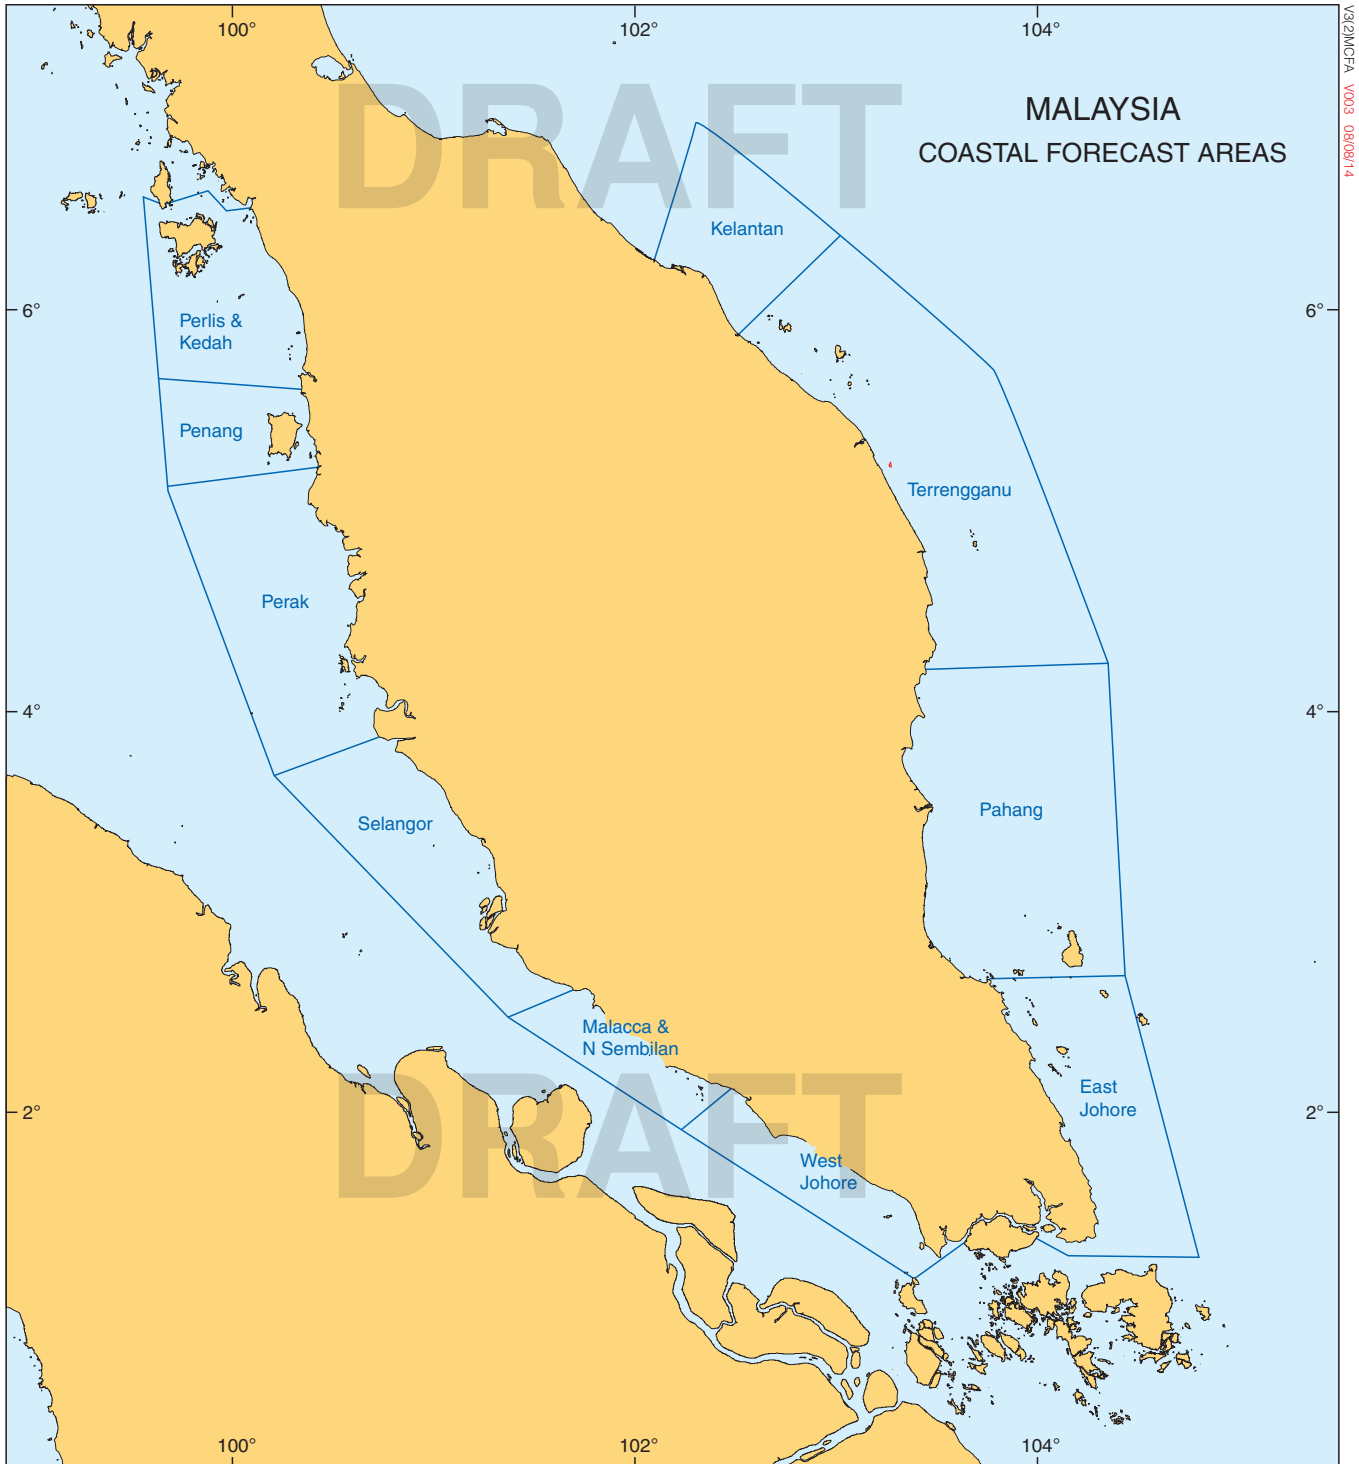 100°
102°
104°
V3(2)MCFA V003 08/08/14
DRAFT
MALAYSIA
COASTAL FORECAST AREAS
Kelantan
6°
6°
Perlis &
Kedah
Penang
Terrengganu
Perak
4°
4°
Pahang
Selangor
Malacca &
N Sembilan
DRAFT
East
Johore
2°
2°
West
Johore
100°
102°
104°